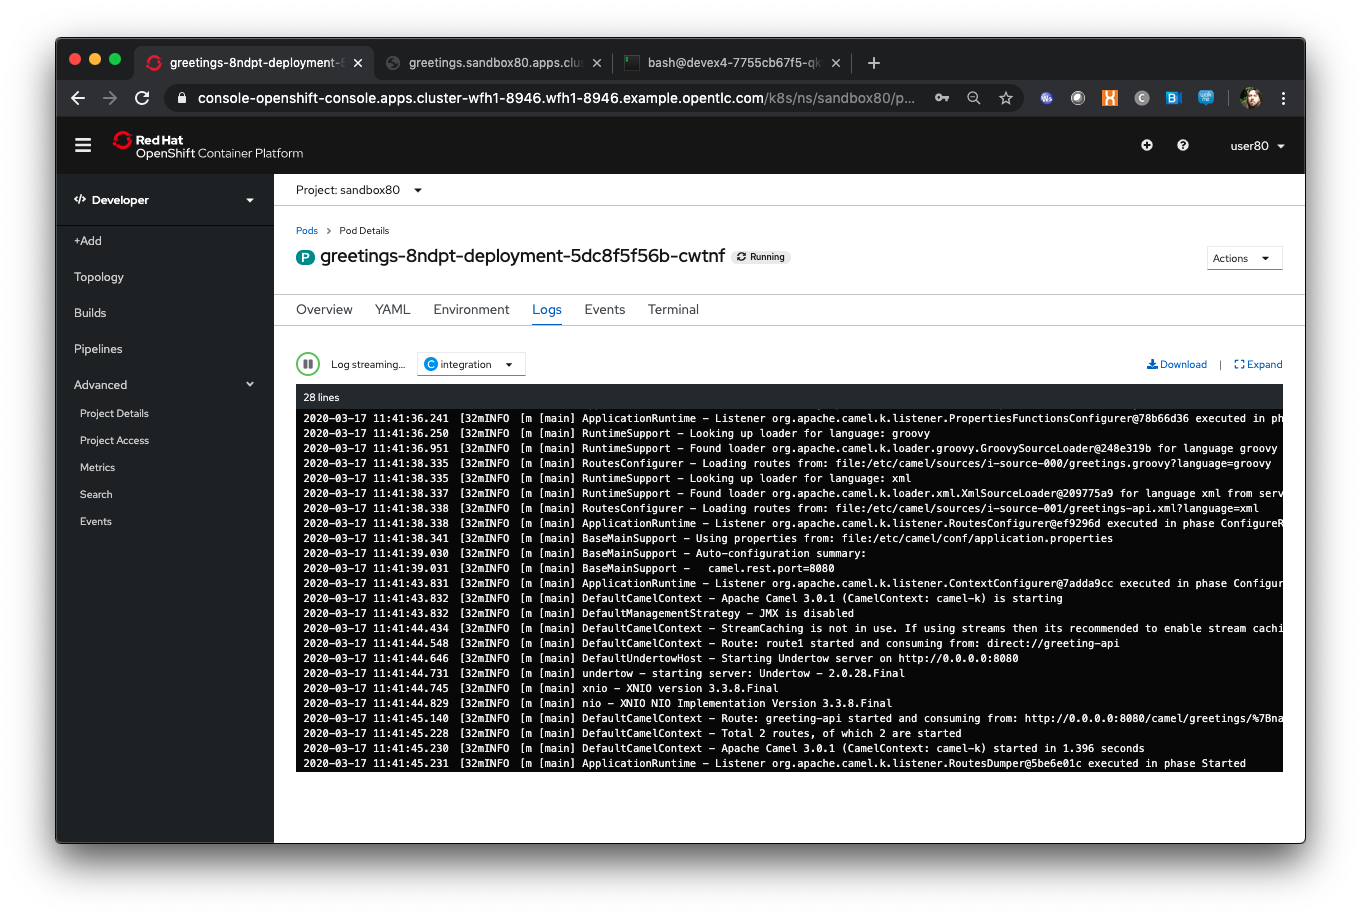 greetings-8ndpt-deployment-
greetings.sandbox80.apps.clu
bash@devex4-7755cb67f5-qk
console-openshift-console.apps.cluster-wfh1-8946.wfh1-8946.example.opentlc.com/k8s/ns/sandbox80/p...
Red Hat
OpenShift Container Platform
user80
Developer
+Add
Topology
Builds
Pipelines
Advanced
Project Details
Project Access
Metrics
Search
Events
Project: sandbox80
Pods > Pod Details
P greetings-8ndpt-deployment-5dc8f5f56b-cwtnf Running
Actions
Overview YAML Environment Logs Events Terminal
Log streaming... C integration
Download | Expand
28 lines
2020-03-17 11:41:36.241 [32mINFO [m [main] ApplicationRuntime - Listener org.apache.camel.k.listener.PropertiesFunctionsConfigurer@78b66d36 executed in ph
2020-03-17 11:41:36.250 [32mINFO [m [main] RuntimeSupport - Looking up loader for language: groovy
2020-03-17 11:41:36.951 [32mINFO [m [main] RuntimeSupport - Found loader org.apache.camel.k.loader.groovy.GroovySourceLoader@248e319b for language groovy
2020-03-17 11:41:38.335 [32mINFO [m [main] RoutesConfigurer - Loading routes from: file:/etc/camel/sources/i-source-000/greetings.groovy?language=groovy
2020-03-17 11:41:38.335 [32mINFO [m [main] RuntimeSupport - Looking up loader for language: xml
2020-03-17 11:41:38.337 [32mINFO [m [main] RuntimeSupport - Found loader org.apache.camel.k.loader.xml.XmlSourceLoader@209775a9 for language xml from serv
2020-03-17 11:41:38.338 [32mINFO [m [main] RoutesConfigurer - Loading routes from: file:/etc/camel/sources/i-source-001/greetings-api.xml?language=xml
2020-03-17 11:41:38.338 [32mINFO [m [main] ApplicationRuntime - Listener org.apache.camel.k.listener.RoutesConfigurer@ef9296d executed in phase ConfigureR
2020-03-17 11:41:38.341 [32mINFO [m [main] BaseMainSupport - Using properties from: file:/etc/camel/conf/application.properties
2020-03-17 11:41:39.030 [32mINFO [m [main] BaseMainSupport - Auto-configuration summary:
2020-03-17 11:41:39.031 [32mINFO [m [main] BaseMainSupport - camel.rest.port=8080
2020-03-17 11:41:43.831 [32mINFO [m [main] ApplicationRuntime - Listener org.apache.camel.k.listener.ContextConfigurer@7adda9cc executed in phase Configur
2020-03-17 11:41:43.832 [32mINFO [m [main] DefaultCamelContext - Apache Camel 3.0.1 (CamelContext: camel-k) is starting
2020-03-17 11:41:43.832 [32mINFO [m [main] DefaultManagementStrategy - JMX is disabled
2020-03-17 11:41:44.434 [32mINFO [m [main] DefaultCamelContext - StreamCaching is not in use. If using streams then its recommended to enable stream cachi
2020-03-17 11:41:44.548 [32mINFO [m [main] DefaultCamelContext - Route: route1 started and consuming from: direct://greeting-api
2020-03-17 11:41:44.646 [32mINFO [m [main] DefaultUndertowHost - Starting Undertow server on http://0.0.0.0:8080
2020-03-17 11:41:44.731 [32mINFO [m [main] undertow - starting server: Undertow - 2.0.28.Final
2020-03-17 11:41:44.745 [32mINFO [m [main] xnio - XNIO version 3.3.8.Final
2020-03-17 11:41:44.829 [32mINFO [m [main] nio - XNIO NIO Implementation Version 3.3.8.Final
2020-03-17 11:41:45.140 [32mINFO [m [main] DefaultCamelContext - Route: greeting-api started and consuming from: http://0.0.0.0:8080/camel/greetings/%7Bna
2020-03-17 11:41:45.228 [32mINFO [m [main] DefaultCamelContext - Total 2 routes, of which 2 are started
2020-03-17 11:41:45.230 [32mINFO [m [main] DefaultCamelContext - Apache Camel 3.0.1 (CamelContext: camel-k) started in 1.396 seconds
2020-03-17 11:41:45.231 [32mINFO [m [main] ApplicationRuntime - Listener org.apache.camel.k.listener.RoutesDumper@5be6e01c executed in phase Started